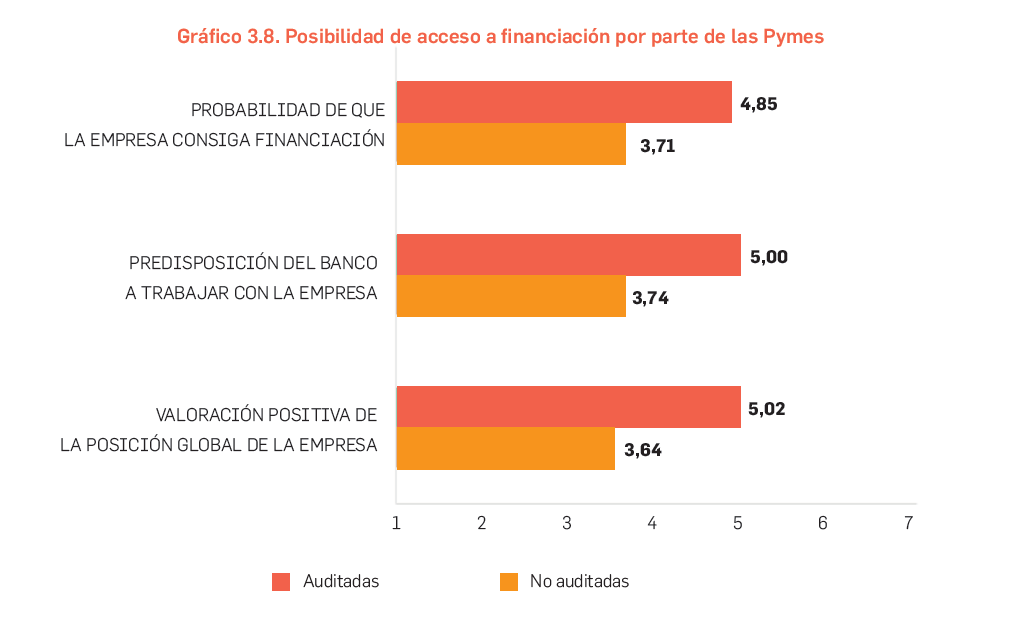 Gráfico 3.8. Posibilidad de acceso a financiación por parte de las Pymes
PROBABILIDAD DE QUE
LA EMPRESA CONSIGA FINANCIACIÓN
4,85
3,71
PREDISPOSICIÓN DEL BANCO
A TRABAJAR CON LA EMPRESA
5,00
3,74
VALORACIÓN POSITIVA DE
LA POSICIÓN GLOBAL DE LA EMPRESA
5,02
3,64
1 2 3 4 5 6 7
Auditadas No auditadas